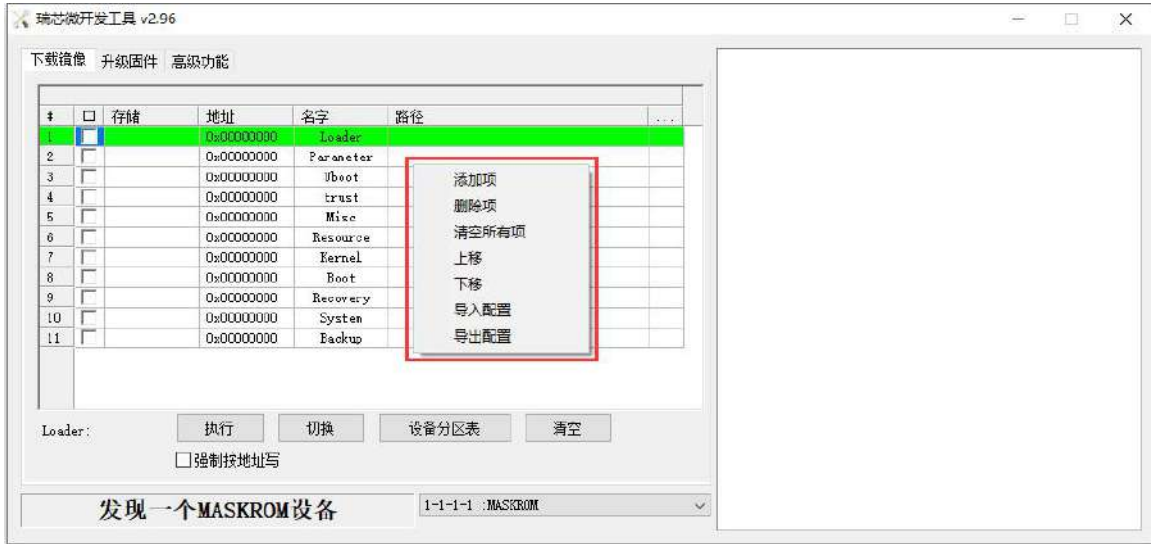 瑞芯微开发工具 v2.96
下载镜像 升级固件 高级功能
# 存储 地址 名字 路径 ...
1 0x00000000 Loader
2 0x00000000 Parameter
3 0x00000000 Uboot
4 0x00000000 trust
5 0x00000000 Misc
6 0x00000000 Resource
7 0x00000000 Kernel
8 0x00000000 Boot
9 0x00000000 Recovery
10 0x00000000 System
11 0x00000000 Backup
添加项
删除项
清空所有项
上移
下移
导入配置
导出配置
Loader: 执行 切换 设备分区表 清空
强制按地址写
发现一个MASKROM设备 1-1-1-1 :MASKROM